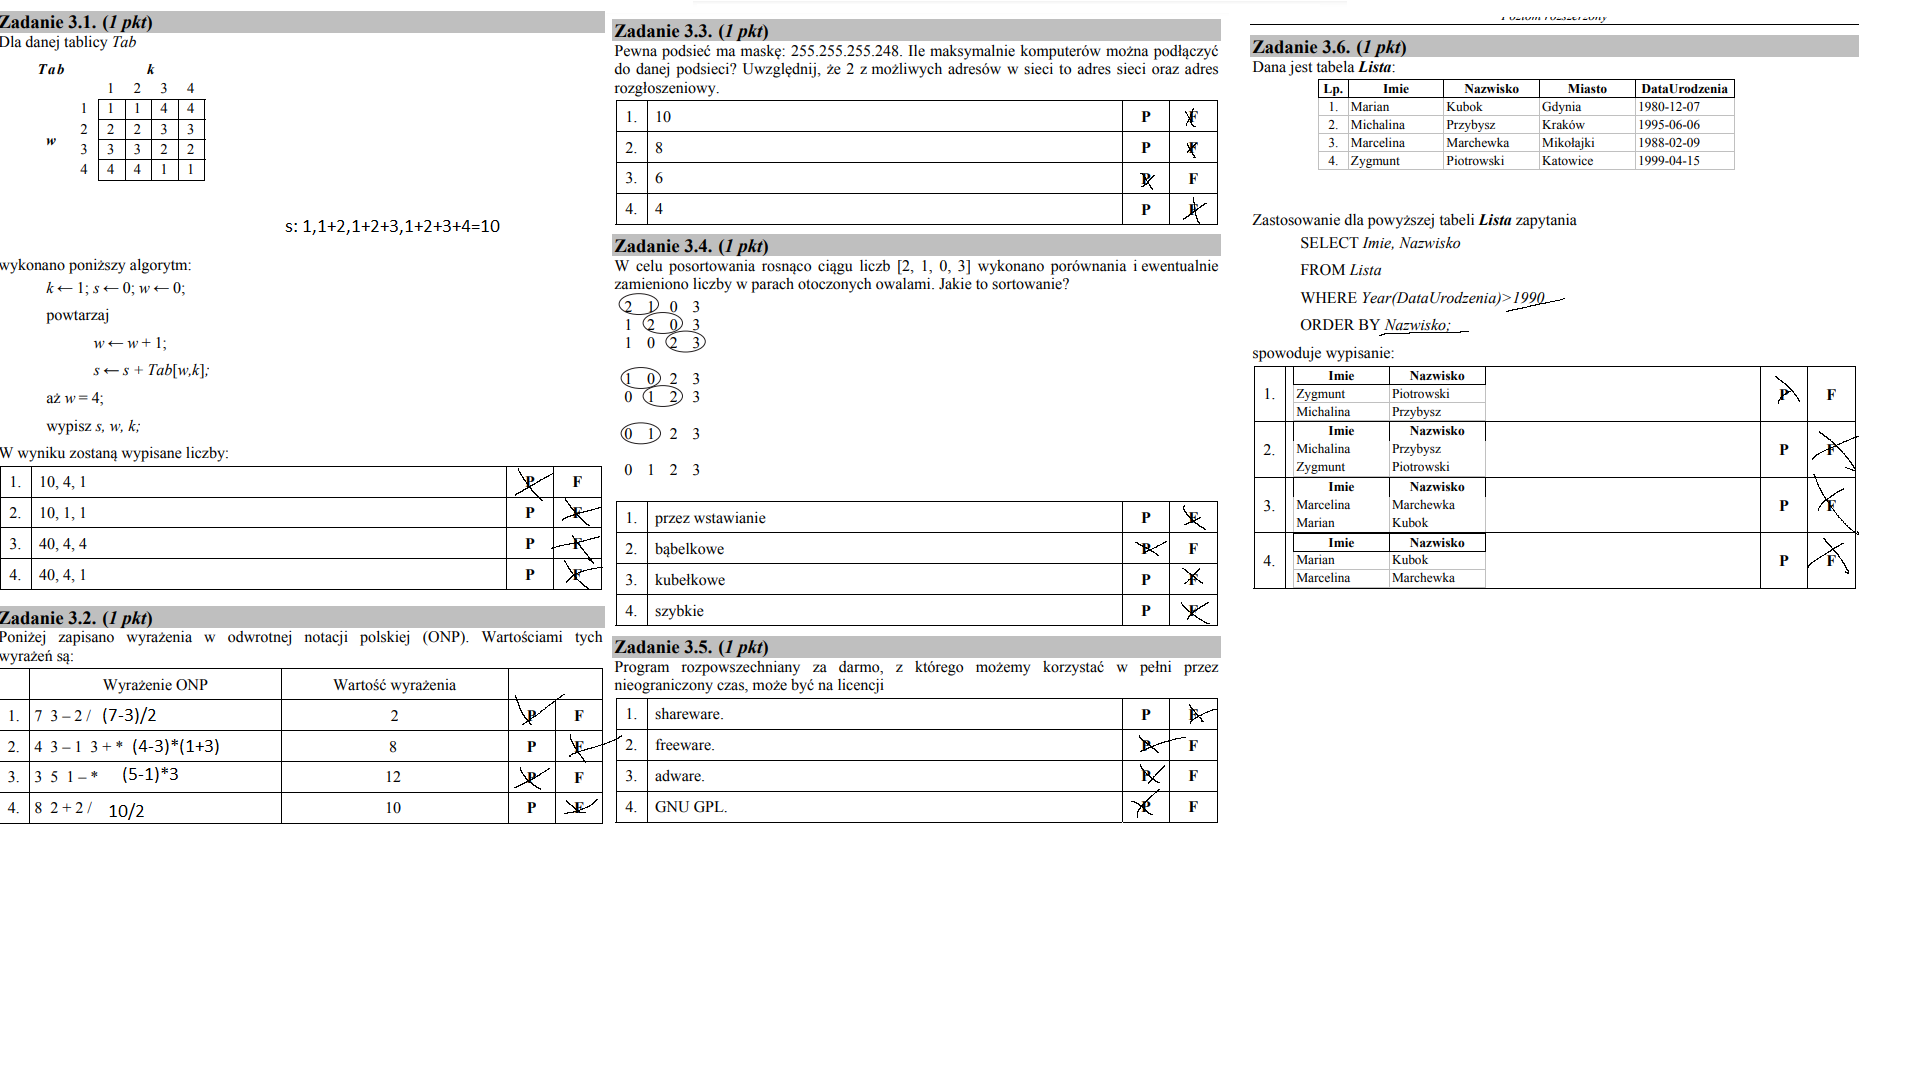 Zadanie 3.1. (1 pkt)
Dla danej tablicy Tab
Tab k
1 2 3 4
1 1 1 4 4
2 2 2 3 3
w
3 3 3 2 2
4 4 4 1 1
s: 1,1+2,1+2+3,1+2+3+4=10
wykonano poniższy algorytm:
k ← 1; s ← 0; w ← 0;
powtarzaj
w ← w + 1;
s ← s + Tab[w,k];
aż w = 4;
wypisz s, w, k;
W wyniku zostaną wypisane liczby:
1. 10, 4, 1 P F
2. 10, 1, 1 P F
3. 40, 4, 4 P F
4. 40, 4, 1 P F
Zadanie 3.2. (1 pkt)
Poniżej zapisano wyrażenia w odwrotnej notacji polskiej (ONP). Wartościami tych
wyrażeń są:
Wyrażenie ONP Wartość wyrażenia
1. 7 3 – 2 / (7-3)/2 2 P F
2. 4 3 – 1 3 + * (4-3)*(1+3) 8 P F
3. 3 5 1 – * (5-1)*3 12 P F
4. 8 2 + 2 / 10/2 10 P F
Zadanie 3.3. (1 pkt)
Pewna podsieć ma maskę: 255.255.255.248. Ile maksymalnie komputerów można podłączyć
do danej podsieci? Uwzględnij, że 2 z możliwych adresów w sieci to adres sieci oraz adres
rozgłoszeniowy.
1. 10 P F
2. 8 P F
3. 6 P F
4. 4 P F
Zadanie 3.4. (1 pkt)
W celu posortowania rosnąco ciągu liczb [2, 1, 0, 3] wykonano porównania i ewentualnie
zamieniono liczby w parach otoczonych owalami. Jakie to sortowanie?
2 1 0 3
1 2 0 3
1 0 2 3
1 0 2 3
0 1 2 3
0 1 2 3
0 1 2 3
1. przez wstawianie P F
2. bąbelkowe P F
3. kubełkowe P F
4. szybkie P F
Zadanie 3.5. (1 pkt)
Program rozpowszechniany za darmo, z którego możemy korzystać w pełni przez
nieograniczony czas, może być na licencji
1. shareware. P F
2. freeware. P F
3. adware. P F
4. GNU GPL. P F
Poziom rozszerzony
Zadanie 3.6. (1 pkt)
Dana jest tabela Lista:
Lp. Imie Nazwisko Miasto DataUrodzenia
1. Marian Kubok Gdynia 1980-12-07
2. Michalina Przybysz Kraków 1995-06-06
3. Marcelina Marchewka Mikołajki 1988-02-09
4. Zygmunt Piotrowski Katowice 1999-04-15
Zastosowanie dla powyższej tabeli Lista zapytania
SELECT Imie, Nazwisko
FROM Lista
WHERE Year(DataUrodzenia)>1990
ORDER BY Nazwisko;
spowoduje wypisanie:
Imie Nazwisko
1. Zygmunt Piotrowski P F
Michalina Przybysz
Imie Nazwisko
2. Michalina Przybysz P F
Zygmunt Piotrowski
Imie Nazwisko
3. Marcelina Marchewka P F
Marian Kubok
Imie Nazwisko
4. Marian Kubok P F
Marcelina Marchewka